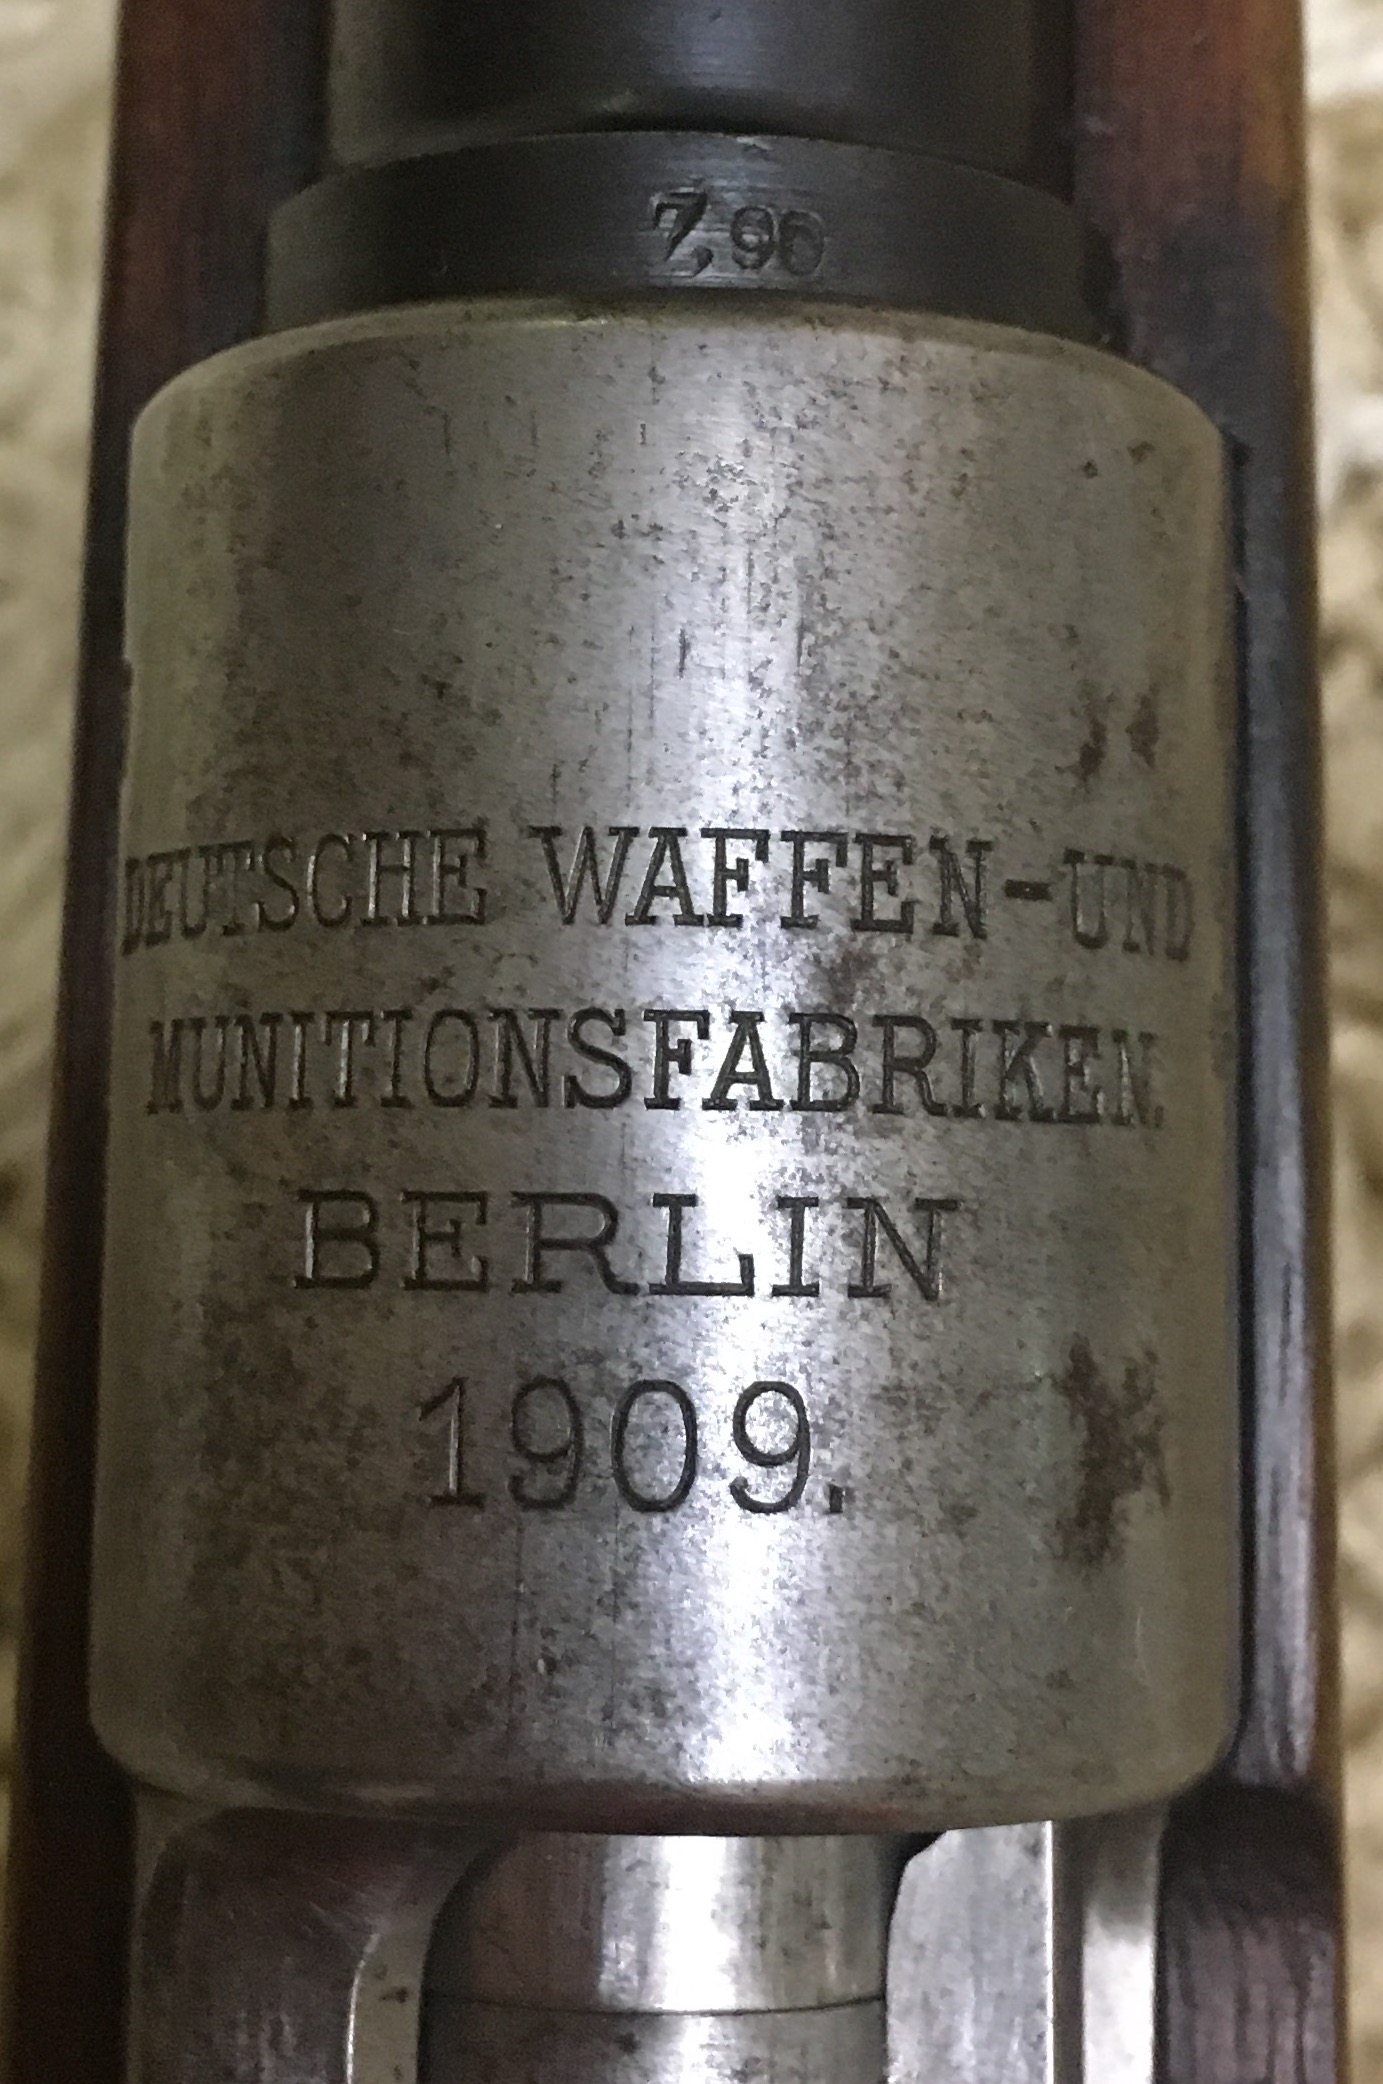 7,90
DEUTSCHE WAFFEN-UND
MUNITIONSFABRIKEN.
BERLIN
1909.